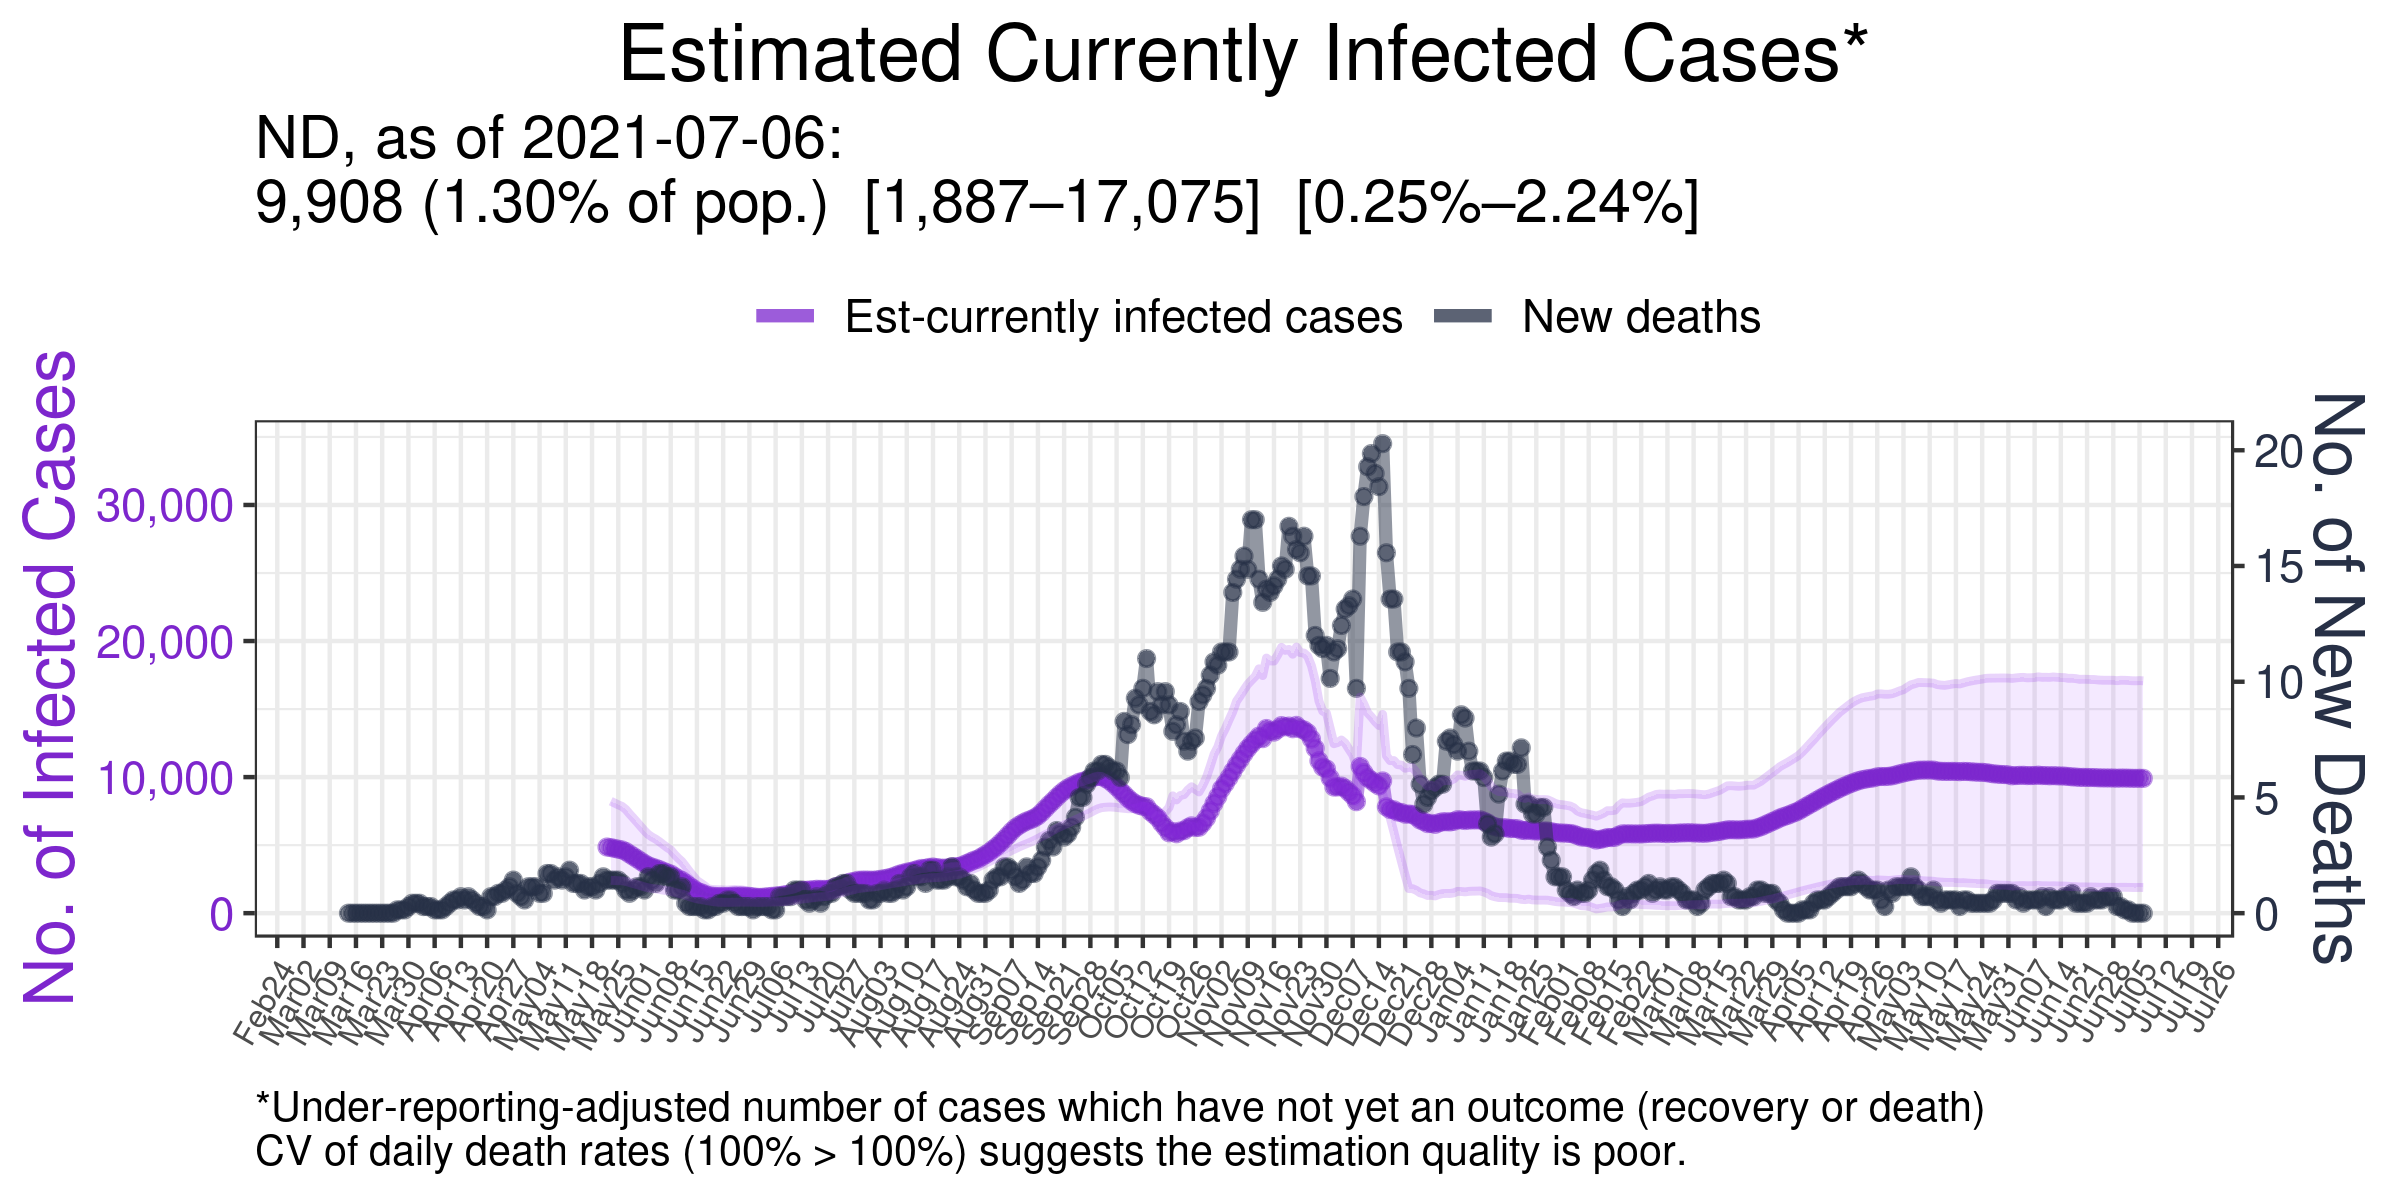 Estimated Currently Infected Cases*
ND, as of 2021-07-06:
9,908 (1.30% of pop.)  [1,887–17,075]  [0.25%–2.24%]
Est-currently infected cases
New deaths
No. of Infected Cases
30,000
20,000
10,000
0
20
15
10
5
0
No. of New Deaths
Feb24
Mar02
Mar09
Mar16
Mar23
Mar30
Apr06
Apr13
Apr20
Apr27
May04
May11
May18
May25
Jun01
Jun08
Jun15
Jun22
Jun29
Jul06
Jul13
Jul20
Jul27
Aug03
Aug10
Aug17
Aug24
Aug31
Sep07
Sep14
Sep21
Sep28
Oct05
Oct12
Oct19
Oct26
Nov02
Nov09
Nov16
Nov23
Nov30
Dec07
Dec14
Dec21
Dec28
Jan04
Jan11
Jan18
Jan25
Feb01
Feb08
Feb15
Feb22
Mar01
Mar08
Mar15
Mar22
Mar29
Apr05
Apr12
Apr19
Apr26
May03
May10
May17
May24
May31
Jun07
Jun14
Jun21
Jun28
Jul05
Jul12
Jul19
Jul26
*Under-reporting-adjusted number of cases which have not yet an outcome (recovery or death)
CV of daily death rates (100% > 100%) suggests the estimation quality is poor.